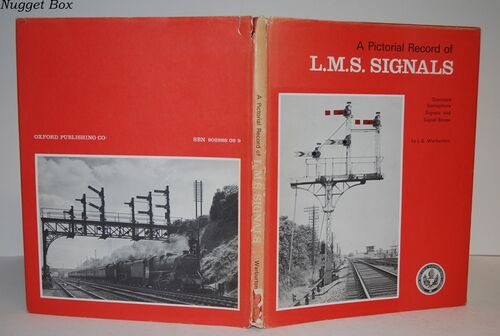 Nugget Box
OXFORD PUBLISHING CO·
SBN 902888 08 9
A Pictorial Record of L.M.S. SIGNALS
Warburton
A Pictorial Record of
L.M.S. SIGNALS
Standard
Semaphore
Signals and
Signal Boxes
by L.G. Warburton